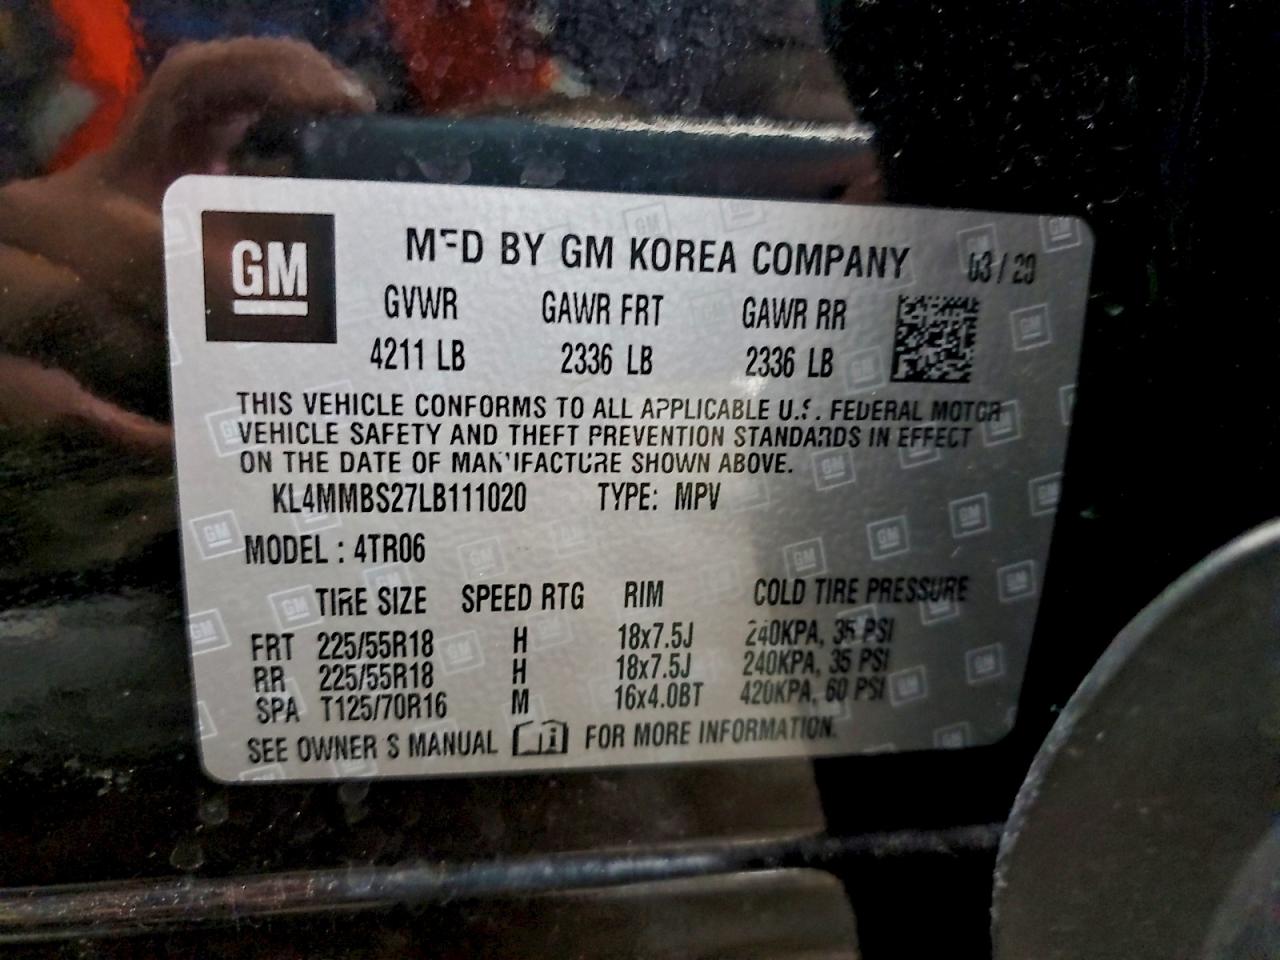 GM
MFD BY GM KOREA COMPANY 03/20
GVWR GAWR FRT GAWR RR
4211 LB 2336 LB 2336 LB
THIS VEHICLE CONFORMS TO ALL APPLICABLE U.S. FEDERAL MOTOR
VEHICLE SAFETY AND THEFT PREVENTION STANDARDS IN EFFECT
ON THE DATE OF MANUFACTURE SHOWN ABOVE.
KL4MMBS27LB111020 TYPE: MPV
MODEL : 4TR06
TIRE SIZE SPEED RTG RIM COLD TIRE PRESSURE
FRT 225/55R18 H 18x7.5J 240KPA, 35 PSI
RR 225/55R18 H 18x7.5J 240KPA, 35 PSI
SPA T125/70R16 M 16x4.0BT 420KPA, 60 PSI
SEE OWNER'S MANUAL FOR MORE INFORMATION.